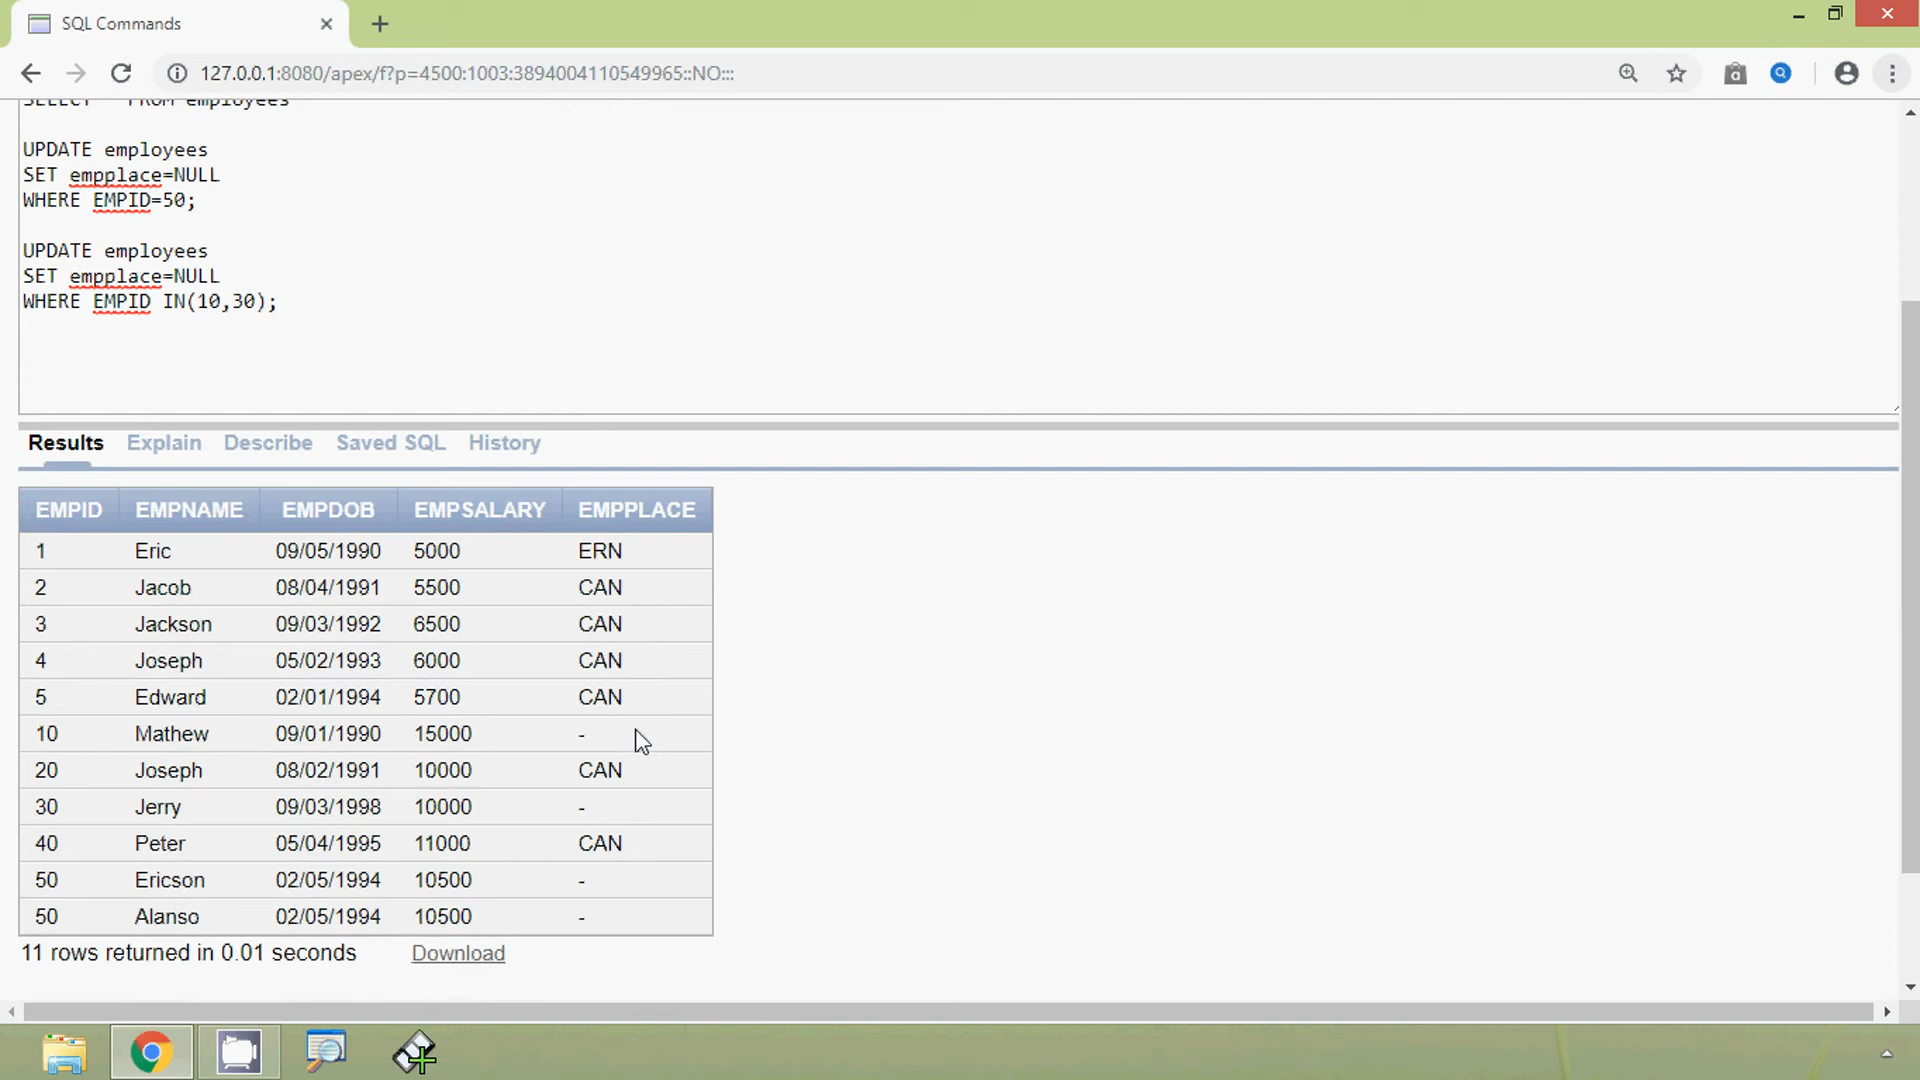 SQL Commands
127.0.0.1:8080/apex/f?p=4500:1003:3894004110549965::NO:::
SELECT * FROM employees
UPDATE employees
SET empplace=NULL
WHERE EMPID=50;
UPDATE employees
SET empplace=NULL
WHERE EMPID IN(10,30);
Results Explain Describe Saved SQL History
EMPID EMPNAME EMPDOB EMPSALARY EMPPLACE
1 Eric 09/05/1990 5000 ERN
2 Jacob 08/04/1991 5500 CAN
3 Jackson 09/03/1992 6500 CAN
4 Joseph 05/02/1993 6000 CAN
5 Edward 02/01/1994 5700 CAN
10 Mathew 09/01/1990 15000 -
20 Joseph 08/02/1991 10000 CAN
30 Jerry 09/03/1998 10000 -
40 Peter 05/04/1995 11000 CAN
50 Ericson 02/05/1994 10500 -
50 Alanso 02/05/1994 10500 -
11 rows returned in 0.01 seconds Download